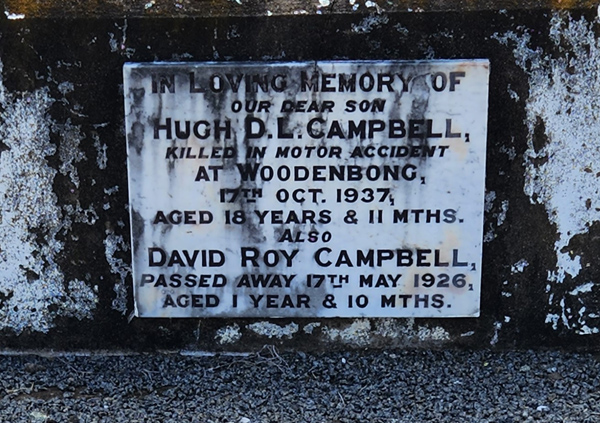 IN LOVING MEMORY OF
OUR DEAR SON
HUGH D.L. CAMPBELL,
KILLED IN MOTOR ACCIDENT
AT WOODENBONG,
17TH OCT. 1937,
AGED 18 YEARS & 11 MTHS.
ALSO
DAVID ROY CAMPBELL,
PASSED AWAY 17TH MAY 1926,
AGED 1 YEAR & 10 MTHS.